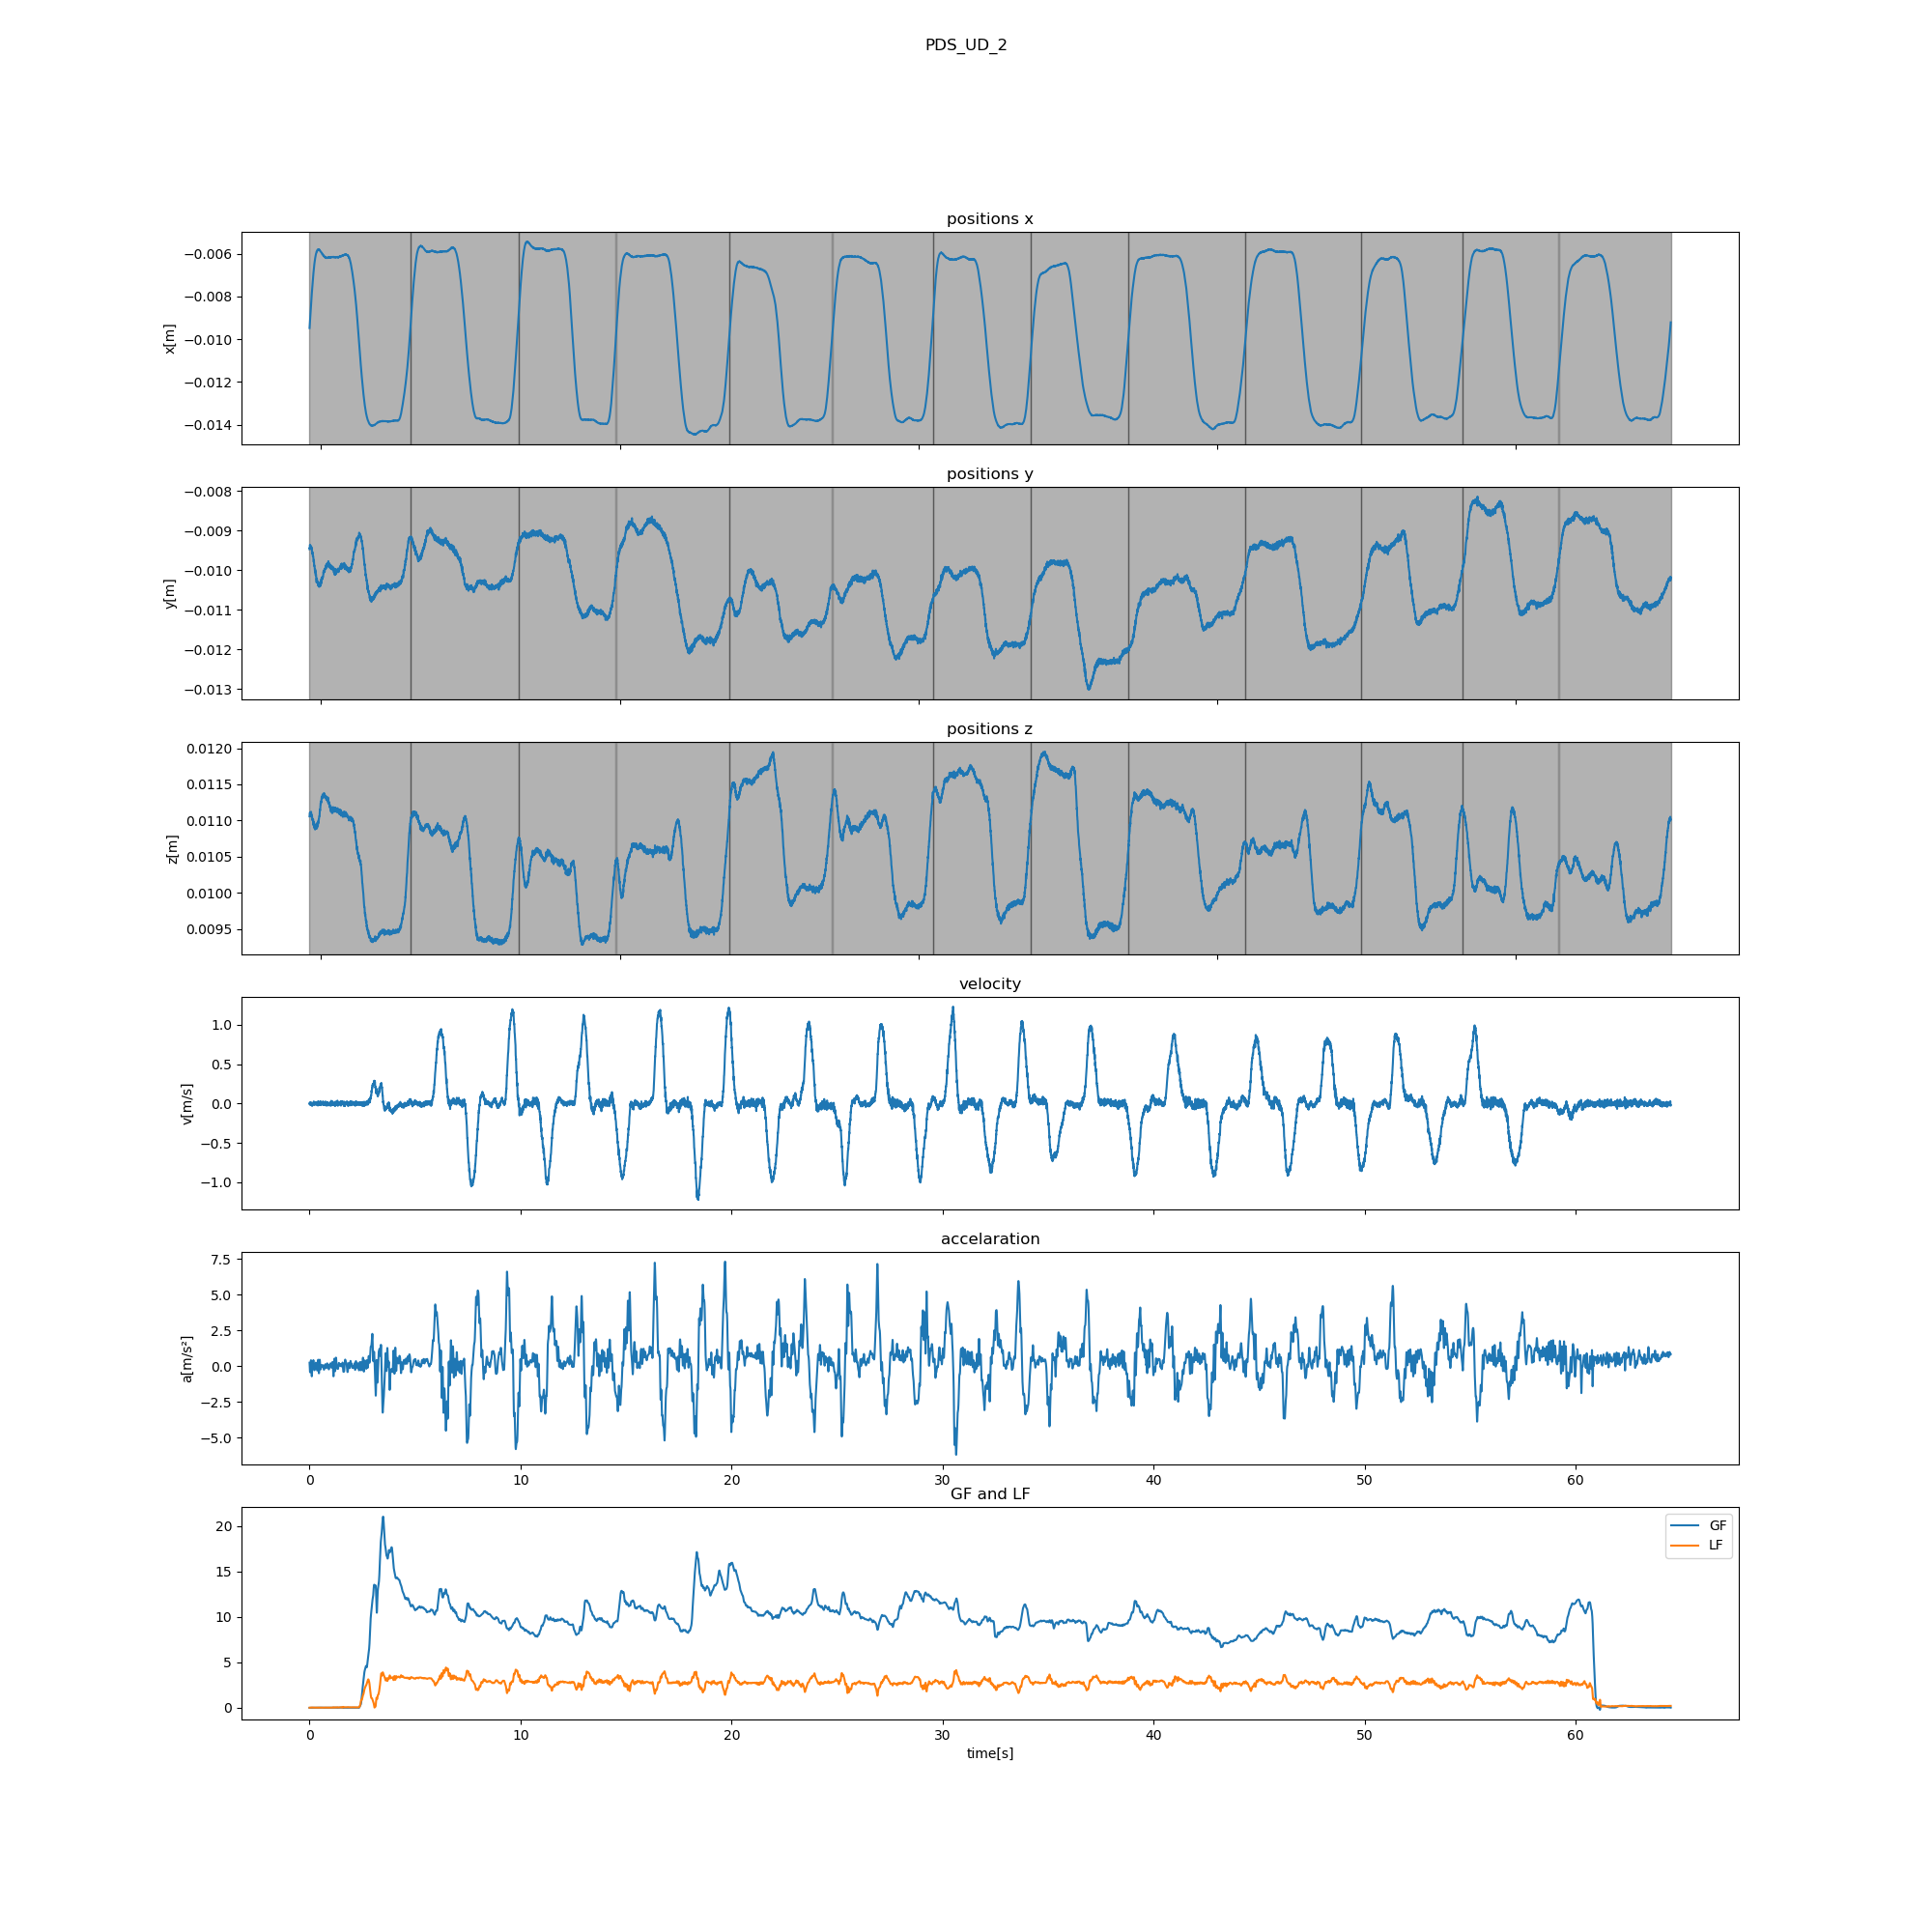 PDS_UD_2
positions x
x[m]
−0.006
−0.008
−0.010
−0.012
−0.014
positions y
y[m]
−0.008
−0.009
−0.010
−0.011
−0.012
−0.013
positions z
z[m]
0.0120
0.0115
0.0110
0.0105
0.0100
0.0095
velocity
v[m/s]
1.0
0.5
0.0
−0.5
−1.0
accelaration
a[m/s²]
7.5
5.0
2.5
0.0
−2.5
−5.0
0 10 20 30 40 50 60
GF and LF
20
15
10
5
0
GF
LF
0 10 20 30 40 50 60
time[s]